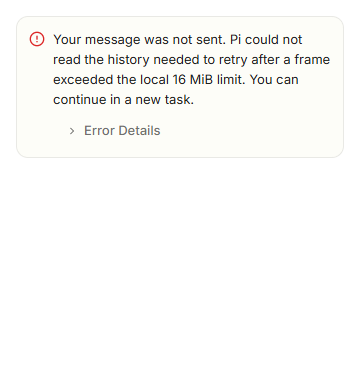 Your message was not sent. Pi could not
read the history needed to retry after a frame
exceeded the local 16 MiB limit. You can
continue in a new task.
Error Details